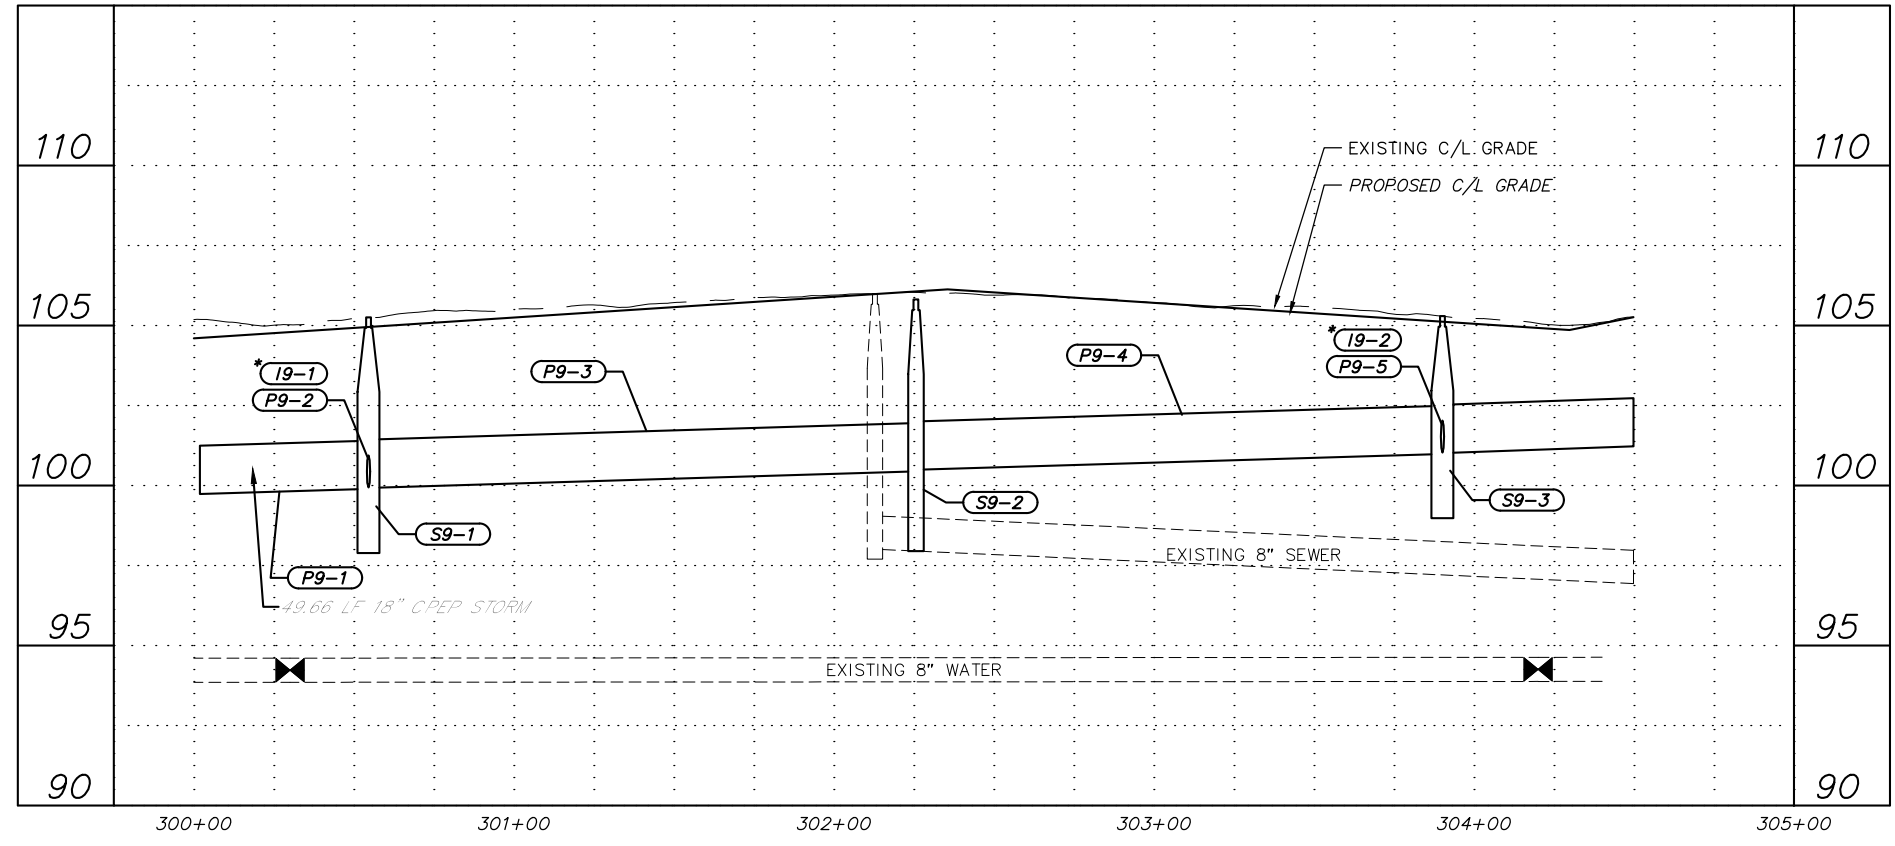 110
110
EXISTING C/L GRADE
PROPOSED C/L GRADE
105
105
* I9-1
P9-2
P9-3
P9-4
* I9-2
P9-5
100
100
S9-1
S9-2
S9-3
P9-1
EXISTING 8" SEWER
49.66 LF 18" CPEP STORM
95
95
EXISTING 8" WATER
90
90
300+00
301+00
302+00
303+00
304+00
305+00